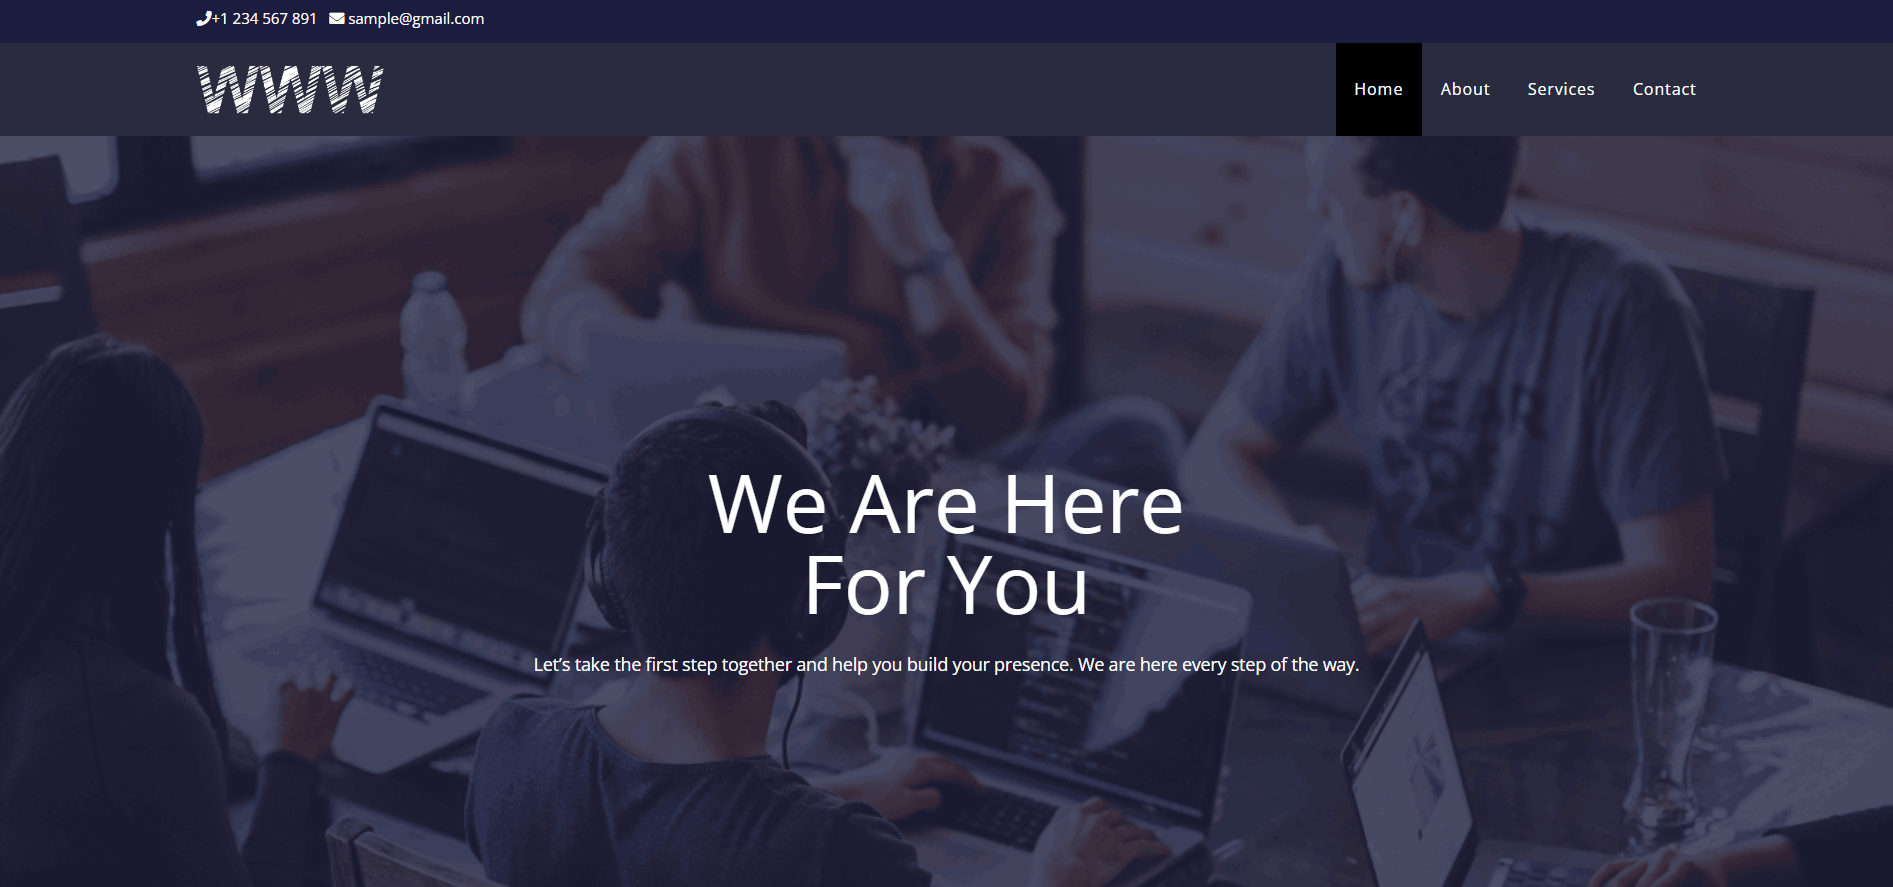 +1 234 567 891 sample@gmail.com
WWW
Home About Services Contact
We Are Here
For You
Let’s take the first step together and help you build your presence. We are here every step of the way.